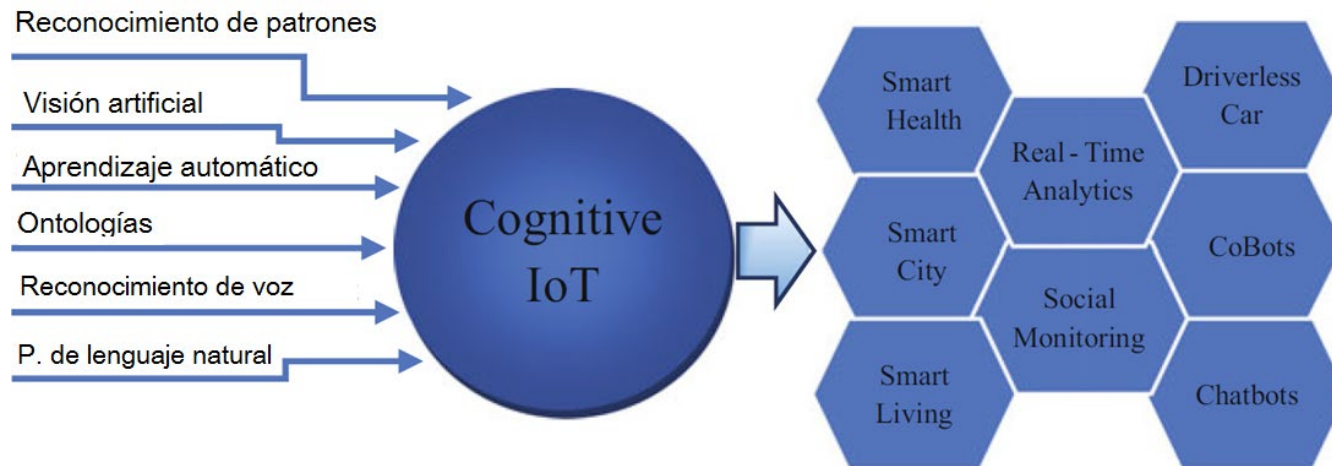 Reconocimiento de patrones
Visión artificial
Aprendizaje automático
Ontologías
Reconocimiento de voz
P. de lenguaje natural
Cognitive
IoT
Smart
Health
Smart
City
Smart
Living
Real - Time
Analytics
Social
Monitoring
Driverless
Car
CoBots
Chatbots